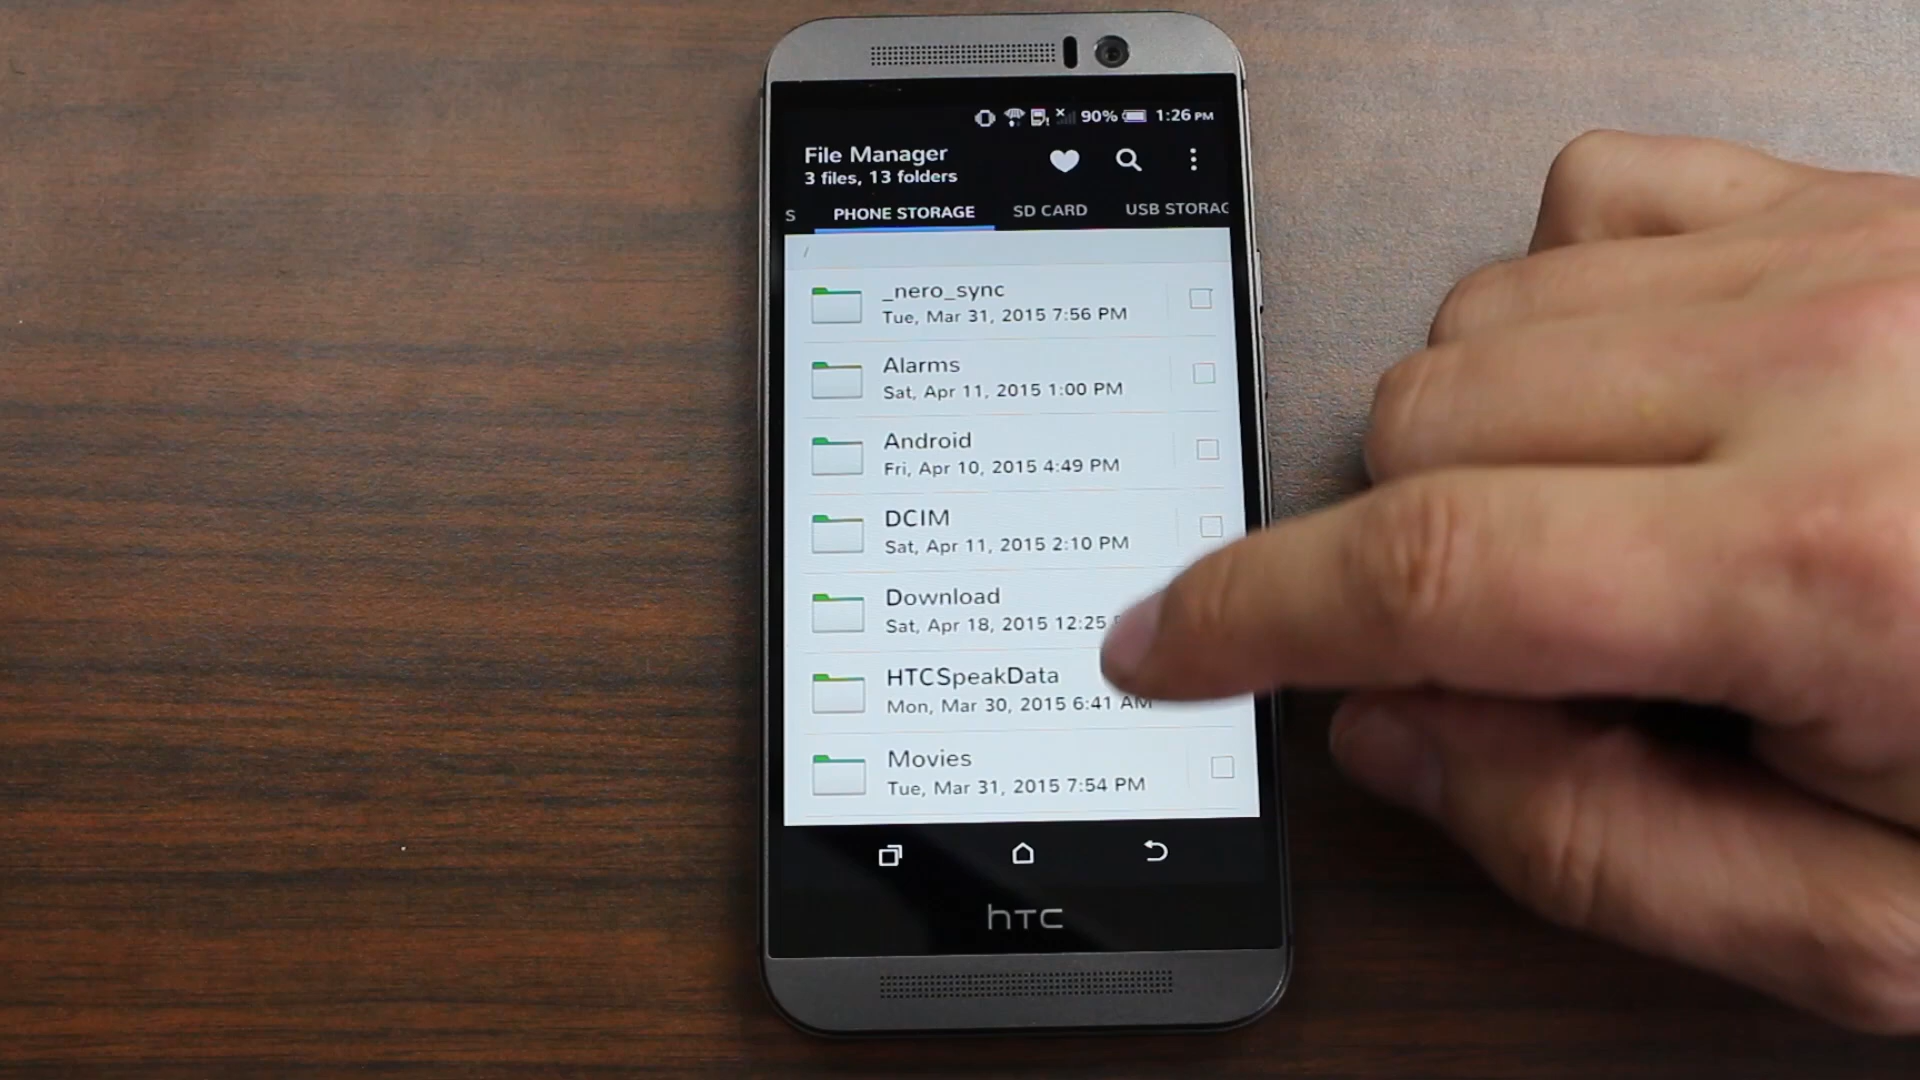 90% 1:26 PM
File Manager
3 files, 13 folders
S PHONE STORAGE SD CARD USB STORAG
/
_nero_sync
Tue, Mar 31, 2015 7:56 PM
Alarms
Sat, Apr 11, 2015 1:00 PM
Android
Fri, Apr 10, 2015 4:49 PM
DCIM
Sat, Apr 11, 2015 2:10 PM
Download
Sat, Apr 18, 2015 12:25
HTCSpeakData
Mon, Mar 30, 2015 6:41 AM
Movies
Tue, Mar 31, 2015 7:54 PM
hTC